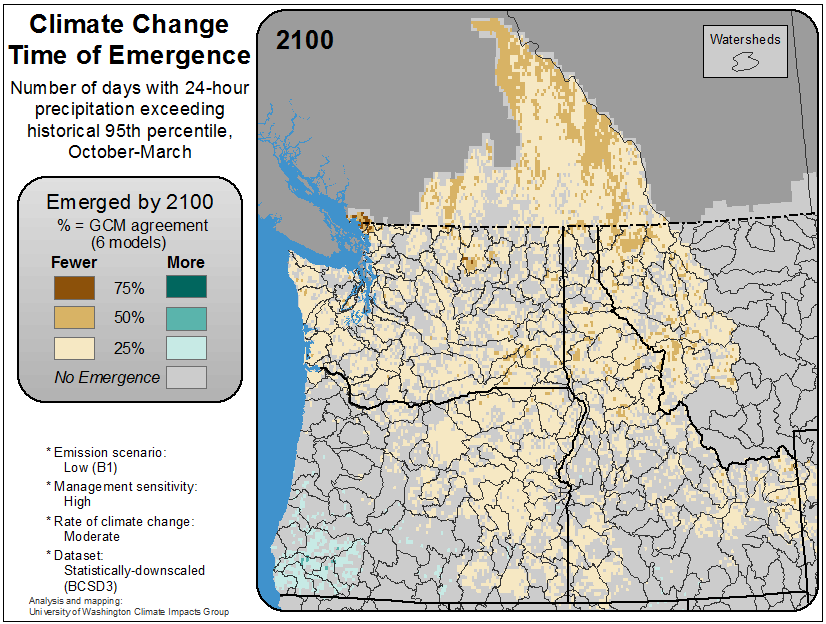 Climate Change
Time of Emergence
Number of days with 24-hour
precipitation exceeding
historical 95th percentile,
October-March
Emerged by 2100
% = GCM agreement
(6 models)
Fewer More
75%
50%
25%
No Emergence
* Emission scenario:
Low (B1)
* Management sensitivity:
High
* Rate of climate change:
Moderate
* Dataset:
Statistically-downscaled
(BCSD3)
Analysis and mapping:
University of Washington Climate Impacts Group
2100
Watersheds